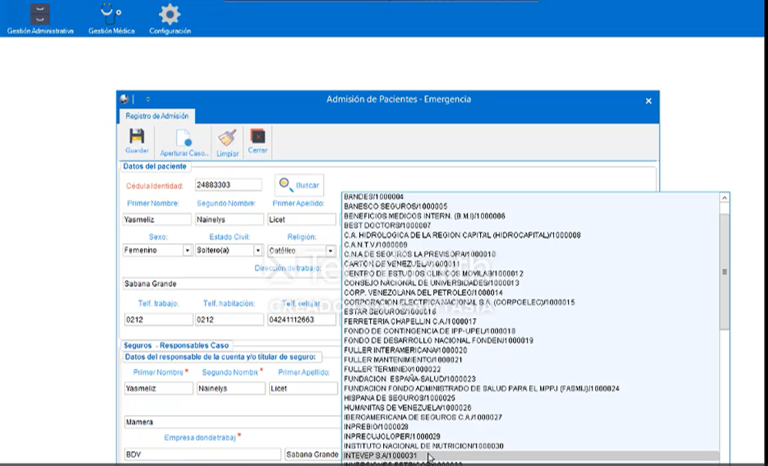 Gestión Administrativa Gestión Médica Configuración
Admisión de Pacientes - Emergencia
Registro de Admisión
Guardar Aperturar Caso... Limpiar Cerrar
Datos del paciente
Cédula Identidad: 24883303 Buscar
Primer Nombre: Segundo Nombre: Primer Apellido:
Yasmeliz Nainelys Licet
Sexo: Estado Civil: Religión:
Femenino Soltero(a) Católico
Dirección de trabajo:
Sabana Grande
Telf. trabajo: Telf. habitación: Telf. celular:
0212 0212 04241112663
Seguros - Responsables Caso
Datos del responsable de la cuenta y/o titular de seguro:
Primer Nombre * Segundo Nombre * Primer Apellido:
Yasmeliz Nainelys Licet
Mamera
Empresa donde trabaj *
BDV Sabana Grande
BANDES/1000004
BANESCO SEGUROS/1000005
BENEFICIOS MEDICOS INTERN. (B.M.I)/1000006
BEST DOCTORS/1000007
C.A. HIDROLOGICA DE LA REGION CAPITAL (HIDROCAPITAL)/1000008
C.A.N.T.V/1000009
C.N.A DE SEGUROS LA PREVISORA/1000010
CARTON DE VENEZUELA/1000011
CENTRO DE ESTUDIOS CLINICOS MOVILAB/1000012
CONSEJO NACIONAL DE UNIVERSIDADES/1000013
CORP. VENEZOLANA DEL PETROLEO/1000014
CORPORACION ELECTRICA NACIONAL S.A. (CORPOELEC)/1000015
ESTAR SEGUROS/1000016
FERRETERIA CHAPELLIN C.A/1000017
FONDO DE CONTINGENCIA DE IPP-UPEL/1000018
FONDO DE DESARROLLO NACIONAL FONDEN/1000019
FULLER INTERAMERICANA/1000020
FULLER MANTENIMIENTO/1000021
FULLER TERMINEX/1000022
FUNDACION ESPAÑA-SALUD/1000023
FUNDACION FONDO ADMINISTRADO DE SALUD PARA EL MPPJ (FASMIJ)/1000024
HISPANA DE SEGUROS/1000025
HUMANITAS DE VENEZUELA/1000026
IBEROAMERICANA DE SEGUROS C.A/1000027
INPREBIO/1000028
INPRECUJOLOPER/1000029
INSTITUTO NACIONAL DE NUTRICION/1000030
INTEVEP S.A/1000031